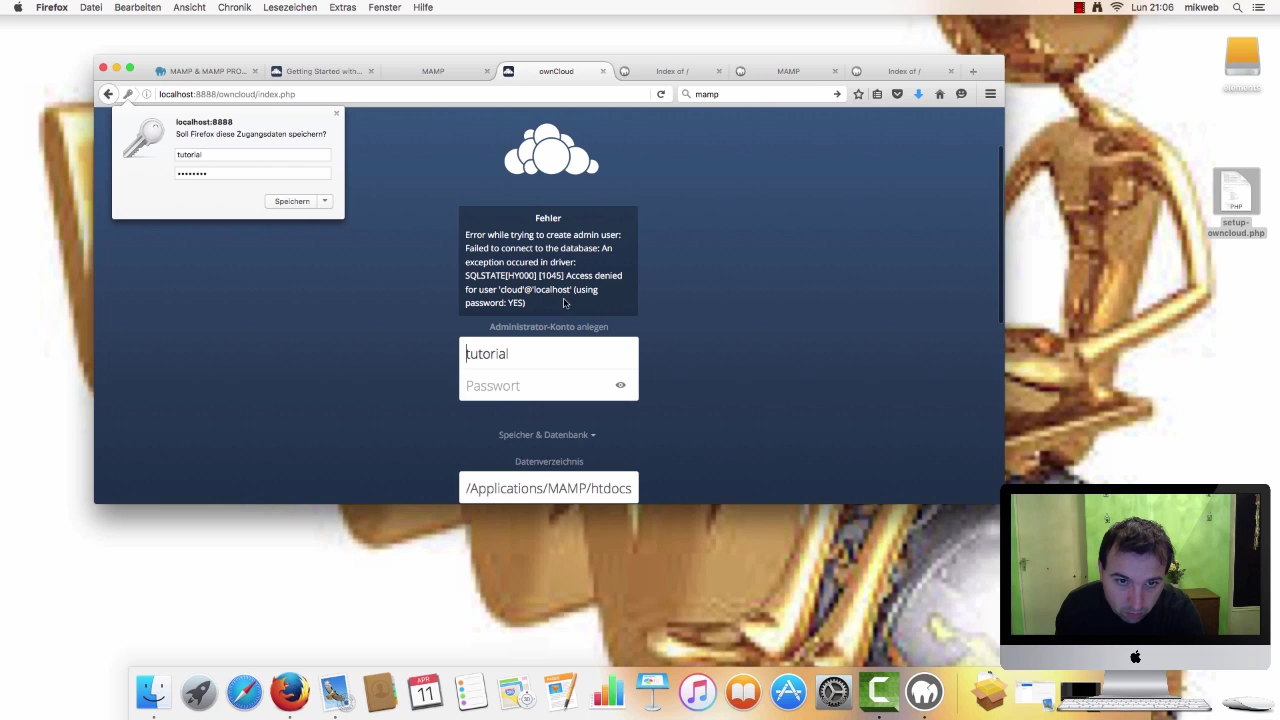 Firefox Datei Bearbeiten Ansicht Chronik Lesezeichen Extras Fenster Hilfe
Lun 21:06 mikweb
MAMP & MAMP PRO...
Getting Started with...
MAMP
ownCloud
Index of /
MAMP
Index of /
localhost:8888/owncloud/index.php
mamp
localhost:8888
Soll Firefox diese Zugangsdaten speichern?
tutorial
Speichern
Fehler
Error while trying to create admin user:
Failed to connect to the database: An
exception occured in driver:
SQLSTATE[HY000] [1045] Access denied
for user 'cloud'@'localhost' (using
password: YES)
Administrator-Konto anlegen
tutorial
Passwort
Speicher & Datenbank
Datenverzeichnis
/Applications/MAMP/htdocs
elemento
PHP
setup-
owncloud.php
APR
11